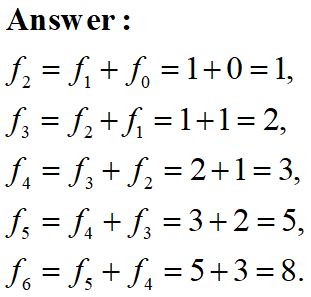 Answer :
f₂ = f₁ + f₀ = 1+0 = 1,
f₃ = f₂ + f₁ = 1+1 = 2,
f₄ = f₃ + f₂ = 2+1 = 3,
f₅ = f₄ + f₃ = 3+2 = 5,
f₆ = f₅ + f₄ = 5+3 = 8.